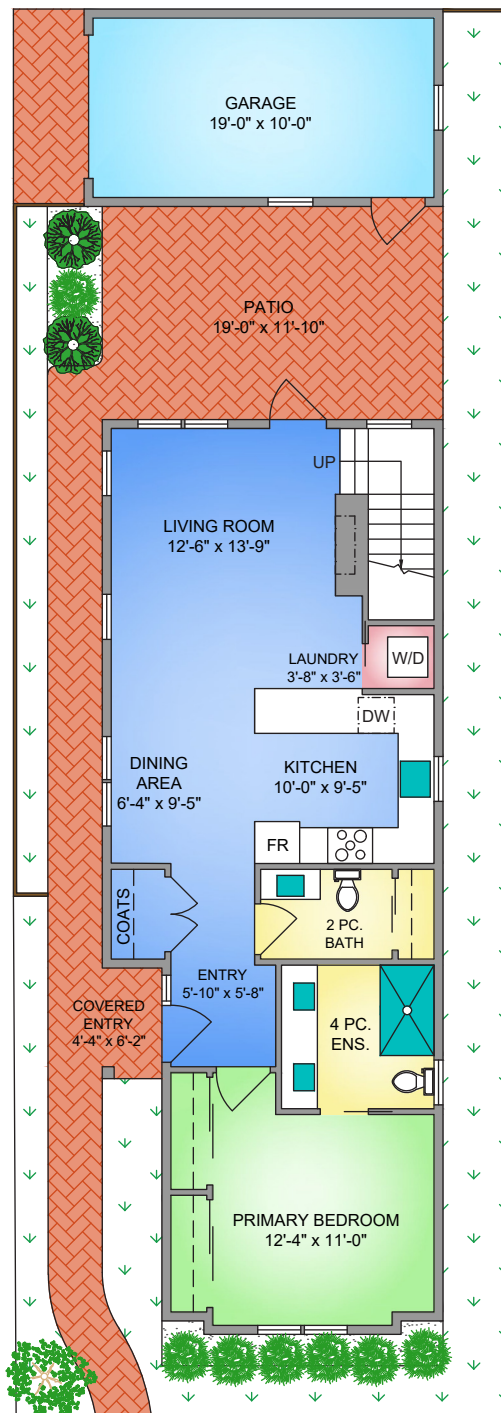 GARAGE
19'-0" x 10'-0"
PATIO
19'-0" x 11'-10"
UP
LIVING ROOM
12'-6" x 13'-9"
LAUNDRY
3'-8" x 3'-6"
W/D
DW
DINING
AREA
6'-4" x 9'-5"
KITCHEN
10'-0" x 9'-5"
FR
COATS
2 PC.
BATH
ENTRY
5'-10" x 5'-8"
COVERED
ENTRY
4'-4" x 6'-2"
4 PC.
ENS.
PRIMARY BEDROOM
12'-4" x 11'-0"